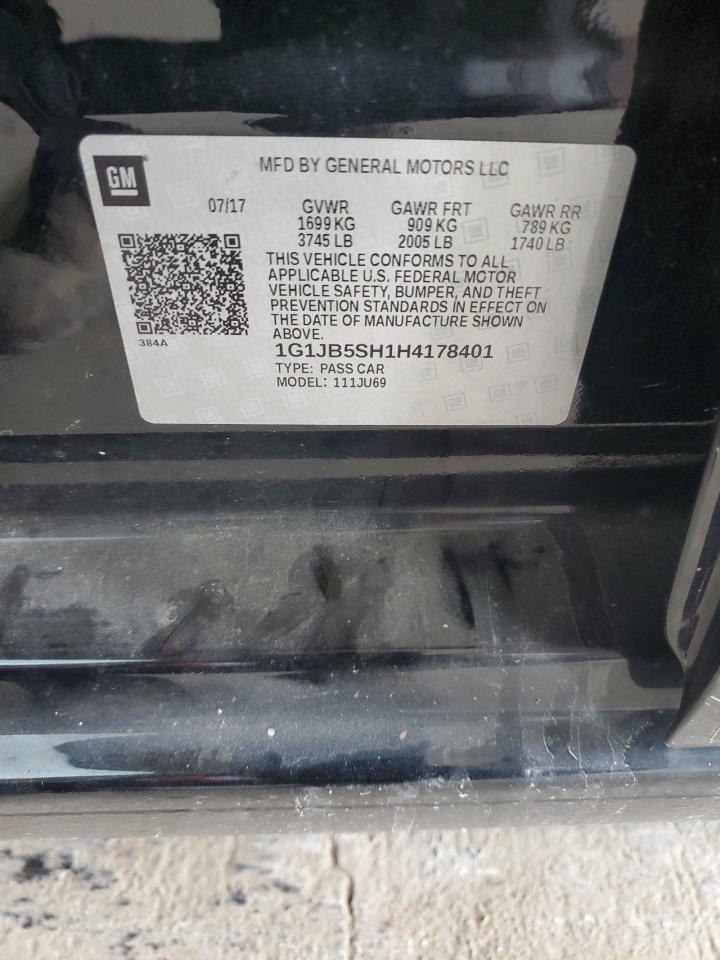 GM
MFD BY GENERAL MOTORS LLC
07/17 GVWR GAWR FRT GAWR RR
1699 KG 909 KG 789 KG
3745 LB 2005 LB 1740 LB
THIS VEHICLE CONFORMS TO ALL
APPLICABLE U.S. FEDERAL MOTOR
VEHICLE SAFETY, BUMPER, AND THEFT
PREVENTION STANDARDS IN EFFECT ON
THE DATE OF MANUFACTURE SHOWN
ABOVE.
384A
1G1JB5SH1H4178401
TYPE: PASS CAR
MODEL: 111JU69